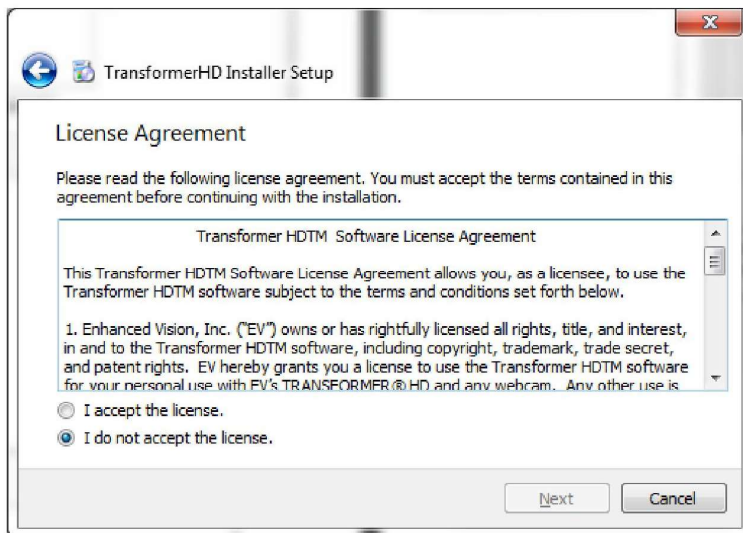 TransformerHD Installer Setup
License Agreement
Please read the following license agreement. You must accept the terms contained in this
agreement before continuing with the installation.
Transformer HDTM Software License Agreement
This Transformer HDTM Software License Agreement allows you, as a licensee, to use the
Transformer HDTM software subject to the terms and conditions set forth below.
1. Enhanced Vision, Inc. ("EV") owns or has rightfully licensed all rights, title, and interest,
in and to the Transformer HDTM software, including copyright, trademark, trade secret,
and patent rights. EV hereby grants you a license to use the Transformer HDTM software
for your personal use with EV's TRANSFORMER® HD and any webcam. Any other use is
I accept the license.
I do not accept the license.
Next
Cancel